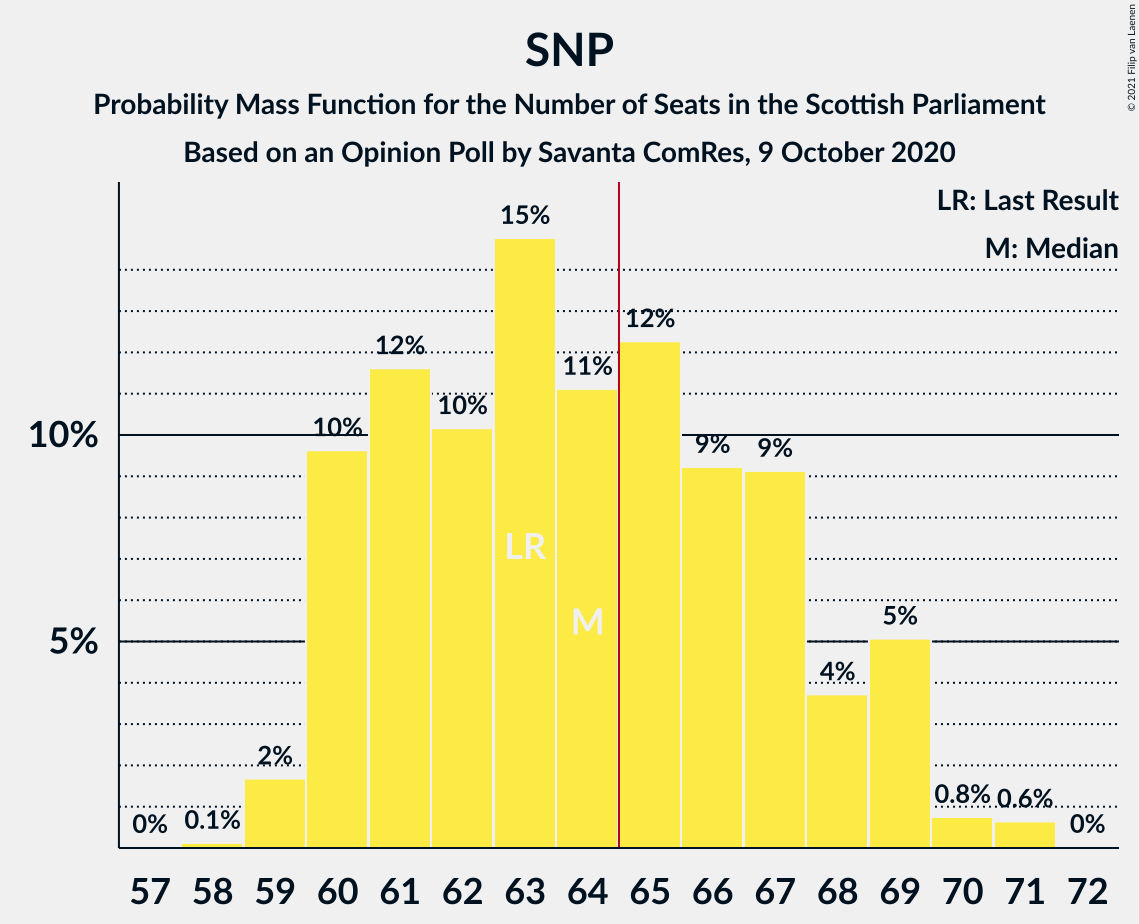 SNP
Probability Mass Function for the Number of Seats in the Scottish Parliament
Based on an Opinion Poll by Savanta ComRes, 9 October 2020
© 2021 Filip van Laenen
LR: Last Result
M: Median
15%
12%
12%
11%
10%
10%
9%
9%
10%
LR
M
5%
5%
4%
2%
0%
0.1%
0.8%
0.6%
0%
57 58 59 60 61 62 63 64 65 66 67 68 69 70 71 72